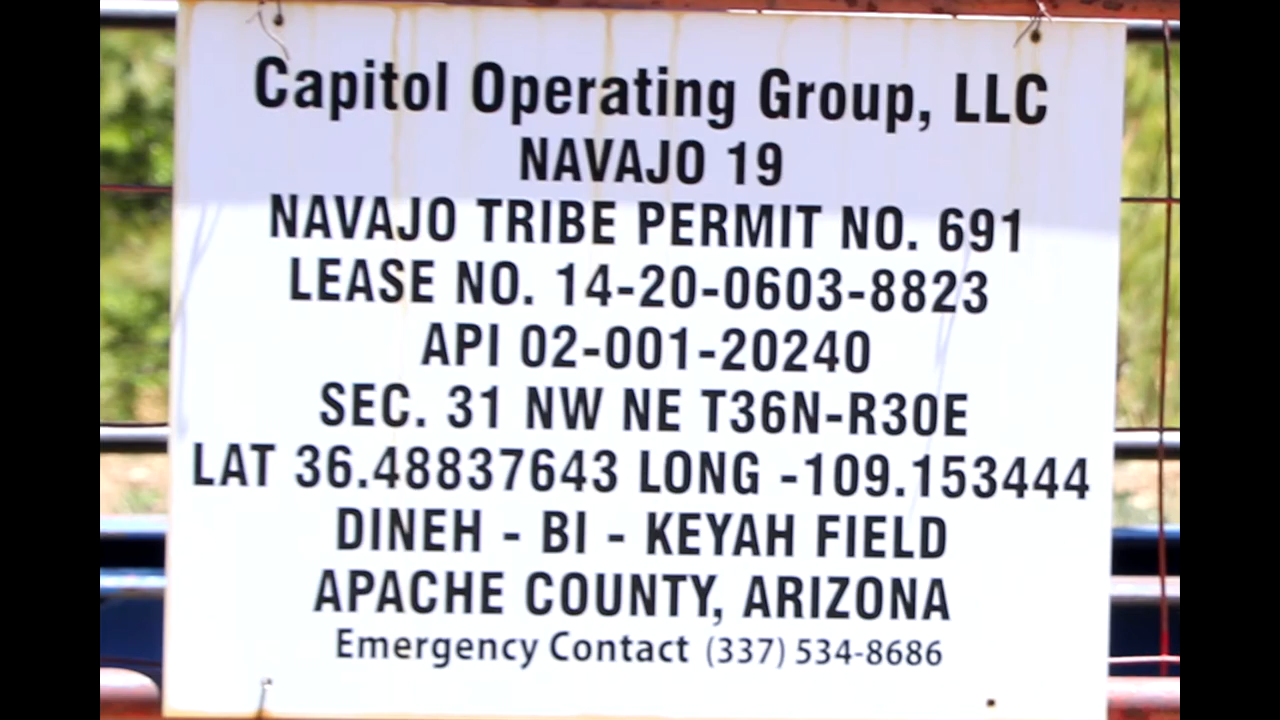 Capitol Operating Group, LLC
NAVAJO 19
NAVAJO TRIBE PERMIT NO. 691
LEASE NO. 14-20-0603-8823
API 02-001-20240
SEC. 31 NW NE T36N-R30E
LAT 36.48837643 LONG -109.153444
DINEH - BI - KEYAH FIELD
APACHE COUNTY, ARIZONA
Emergency Contact (337) 534-8686